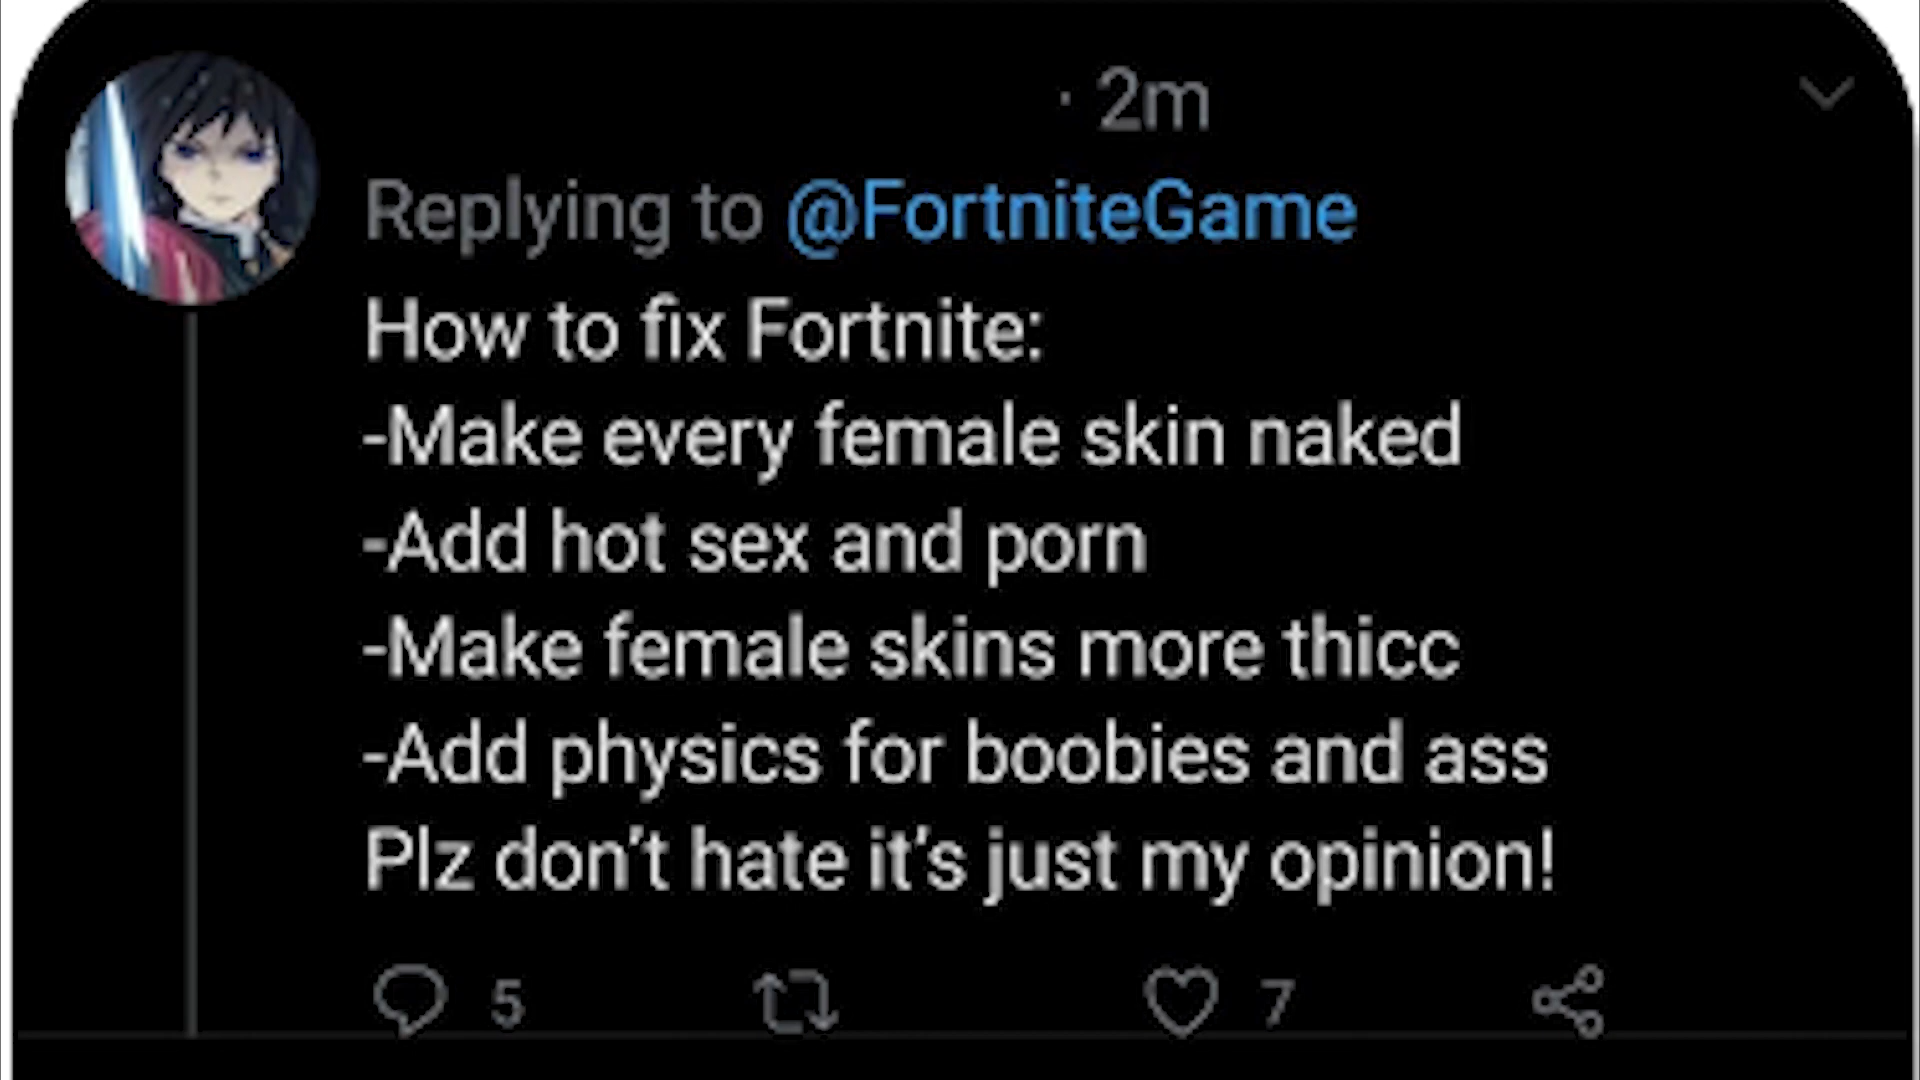 · 2m
Replying to @FortniteGame
How to fix Fortnite:
-Make every female skin naked
-Add hot sex and porn
-Make female skins more thicc
-Add physics for boobies and ass
Plz don't hate it's just my opinion!
5 7